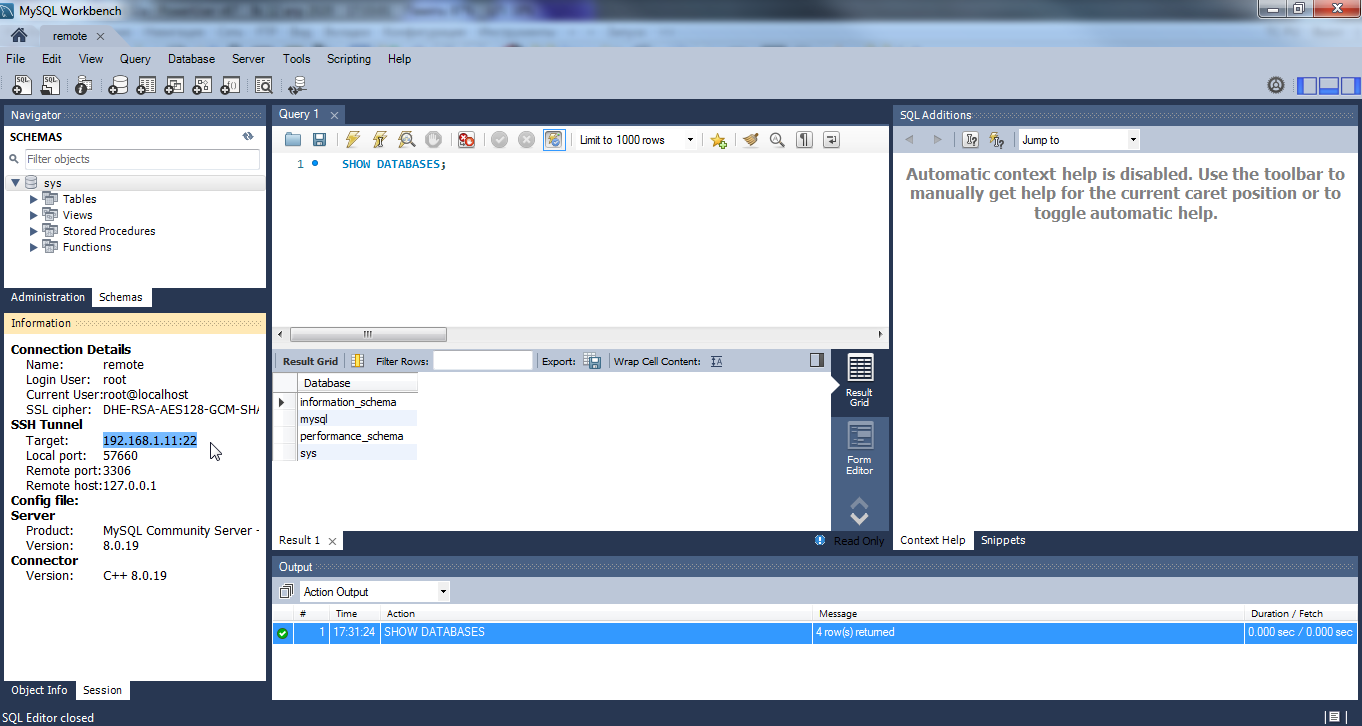 MySQL Workbench
remote
File Edit View Query Database Server Tools Scripting Help
Navigator
SCHEMAS
Filter objects
sys
Tables
Views
Stored Procedures
Functions
Administration Schemas
Information
Connection Details
Name: remote
Login User: root
Current User:root@localhost
SSL cipher: DHE-RSA-AES128-GCM-SHA
SSH Tunnel
Target: 192.168.1.11:22
Local port: 57660
Remote port:3306
Remote host:127.0.0.1
Config file:
Server
Product: MySQL Community Server -
Version: 8.0.19
Connector
Version: C++ 8.0.19
Object Info Session
Query 1
Limit to 1000 rows
1 SHOW DATABASES;
Result Grid Filter Rows: Export: Wrap Cell Content:
Database
information_schema
mysql
performance_schema
sys
Result
Grid
Form
Editor
Result 1 Read Only
SQL Additions
Jump to
Automatic context help is disabled. Use the toolbar to
manually get help for the current caret position or to
toggle automatic help.
Context Help Snippets
Output
Action Output
# Time Action Message Duration / Fetch
1 17:31:24 SHOW DATABASES 4 row(s) returned 0.000 sec / 0.000 sec
SQL Editor closed